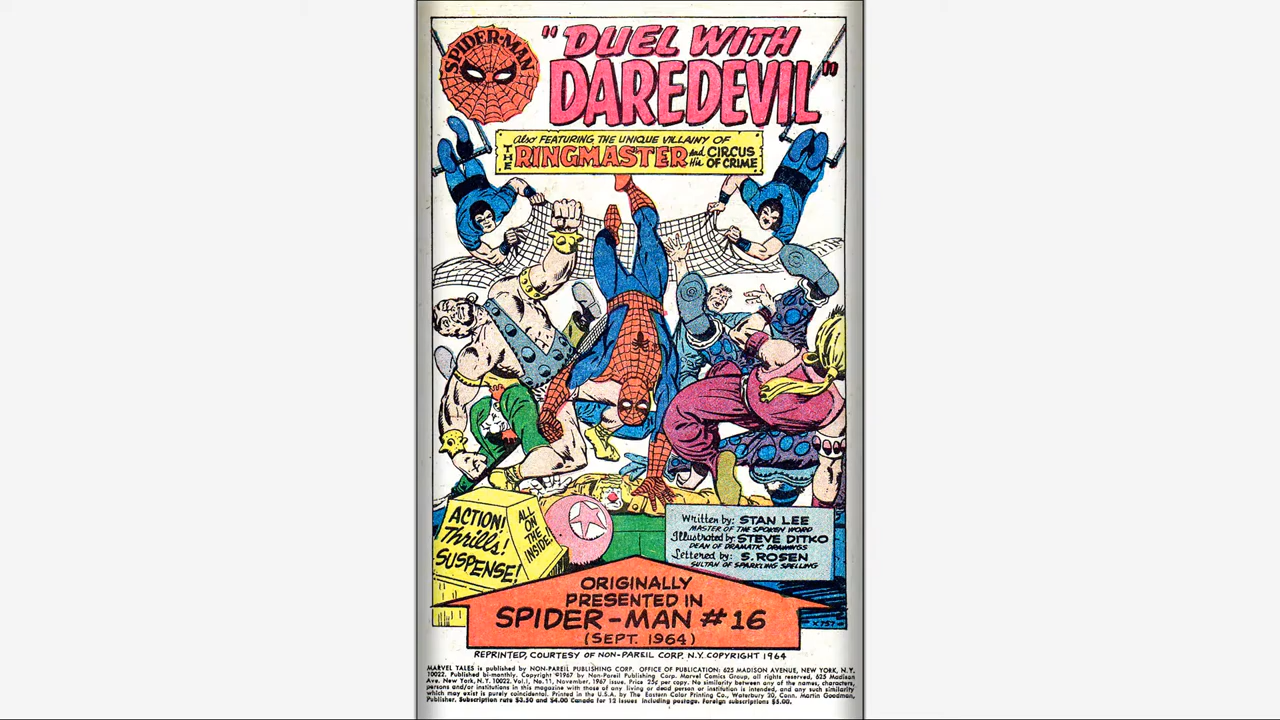 SPIDER-MAN
"DUEL WITH
DAREDEVIL"
Also FEATURING THE UNIQUE VILLAINY OF
THE RINGMASTER and His CIRCUS OF CRIME
ACTION!
Thrills!
SUSPENSE!
ALL
ON
THE
INSIDE!
Written by: STAN LEE
MASTER OF THE SPOKEN WORD
Illustrated by: STEVE DITKO
DEAN OF DRAMATIC DRAWINGS
Lettered by: S. ROSEN
SULTAN OF SPARKLING SPELLING
ORIGINALLY
PRESENTED IN
SPIDER-MAN #16
(SEPT. 1964)
REPRINTED, COURTESY OF NON-PAREIL CORP. N.Y. COPYRIGHT 1964
MARVEL TALES is published by NON-PAREIL PUBLISHING CORP. OFFICE OF PUBLICATION: 625 MADISON AVENUE, NEW YORK, N.Y.
10022. Published bi-monthly. Copyright ©1967 by Non-Pareil Publishing Corp. Marvel Comics Group, all rights reserved, 625 Madison
Ave. New York, N.Y. 10022. Vol.1, No.11, November, 1967 issue. Price 25¢ per copy. No similarity between any of the names, characters,
persons and/or institutions in this magazine with those of any living or dead person or institution is intended, and any such similarity
which may exist is purely coincidental. Printed in the U.S.A. by The Eastern Color Printing Co., Waterbury 20, Conn. Martin Goodman,
Publisher. Subscription rate $3.50 and $4.00 Canada for 12 issues including postage. Foreign subscriptions $5.00.